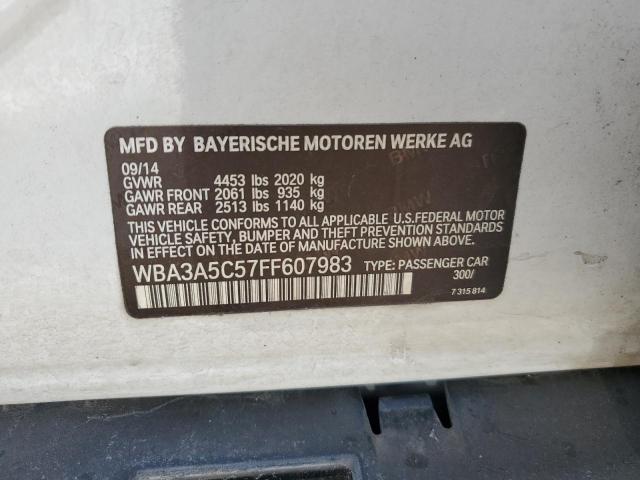 MFD BY BAYERISCHE MOTOREN WERKE AG
09/14
GVWR 4453 lbs 2020 kg
GAWR FRONT 2061 lbs 935 kg
GAWR REAR 2513 lbs 1140 kg
THIS VEHICLE CONFORMS TO ALL APPLICABLE U.S.FEDERAL MOTOR
VEHICLE SAFETY, BUMPER AND THEFT PREVENTION STANDARDS
IN EFFECT ON THE DATE OF MANUFACTURE SHOWN ABOVE.
WBA3A5C57FF607983 TYPE: PASSENGER CAR
300/
7 315 814